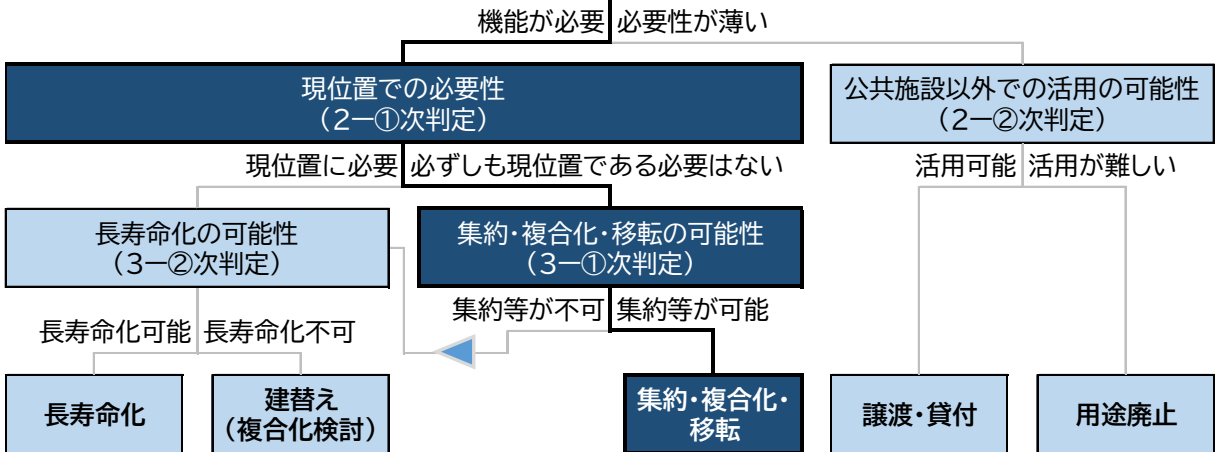 機能が必要 必要性が薄い
現位置での必要性
(2ー①次判定)
公共施設以外での活用の可能性
(2ー②次判定)
現位置に必要 必ずしも現位置である必要はない
活用可能 活用が難しい
長寿命化の可能性
(3ー②次判定)
集約・複合化・移転の可能性
(3ー①次判定)
集約等が不可 集約等が可能
長寿命化可能 長寿命化不可
長寿命化
建替え
(複合化検討)
集約・複合化・
移転
譲渡・貸付
用途廃止